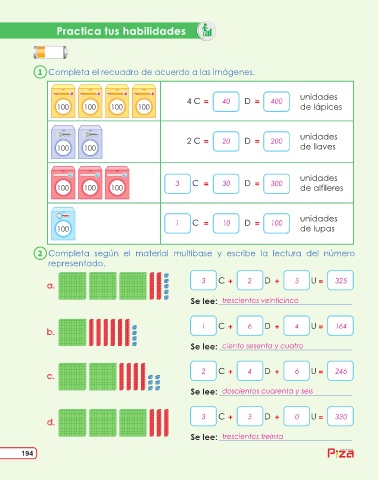 Practica tus habilidades
1 Completa el recuadro de acuerdo a las imágenes.
100 100 100 100 4 C = 40 D = 400 unidades de lápices
100 100 2 C = 20 D = 200 unidades de llaves
100 100 100 3 C = 30 D = 300 unidades de alfileres
100 1 C = 10 D = 100 unidades de lupas
2 Completa según el material multibase y escribe la lectura del número
representado.
a. 3 C + 2 D + 5 U = 325
Se lee: trescientos veinticinco
b. 1 C + 6 D + 4 U = 164
Se lee: ciento sesenta y cuatro
c. 2 C + 4 D + 6 U = 246
Se lee: doscientos cuarenta y seis
d. 3 C + 3 D + 0 U = 330
Se lee: trescientos treinta
194
Piza